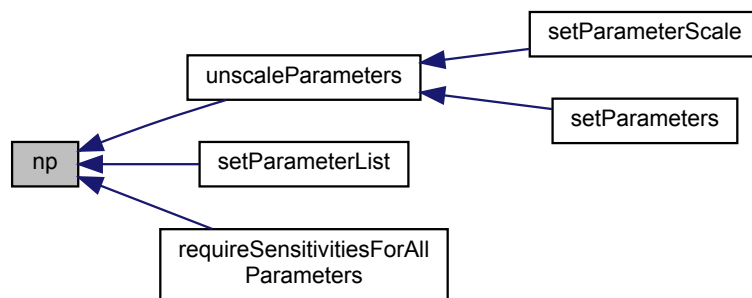 np
unscaleParameters
setParameterScale
setParameters
setParameterList
requireSensitivitiesForAll
Parameters